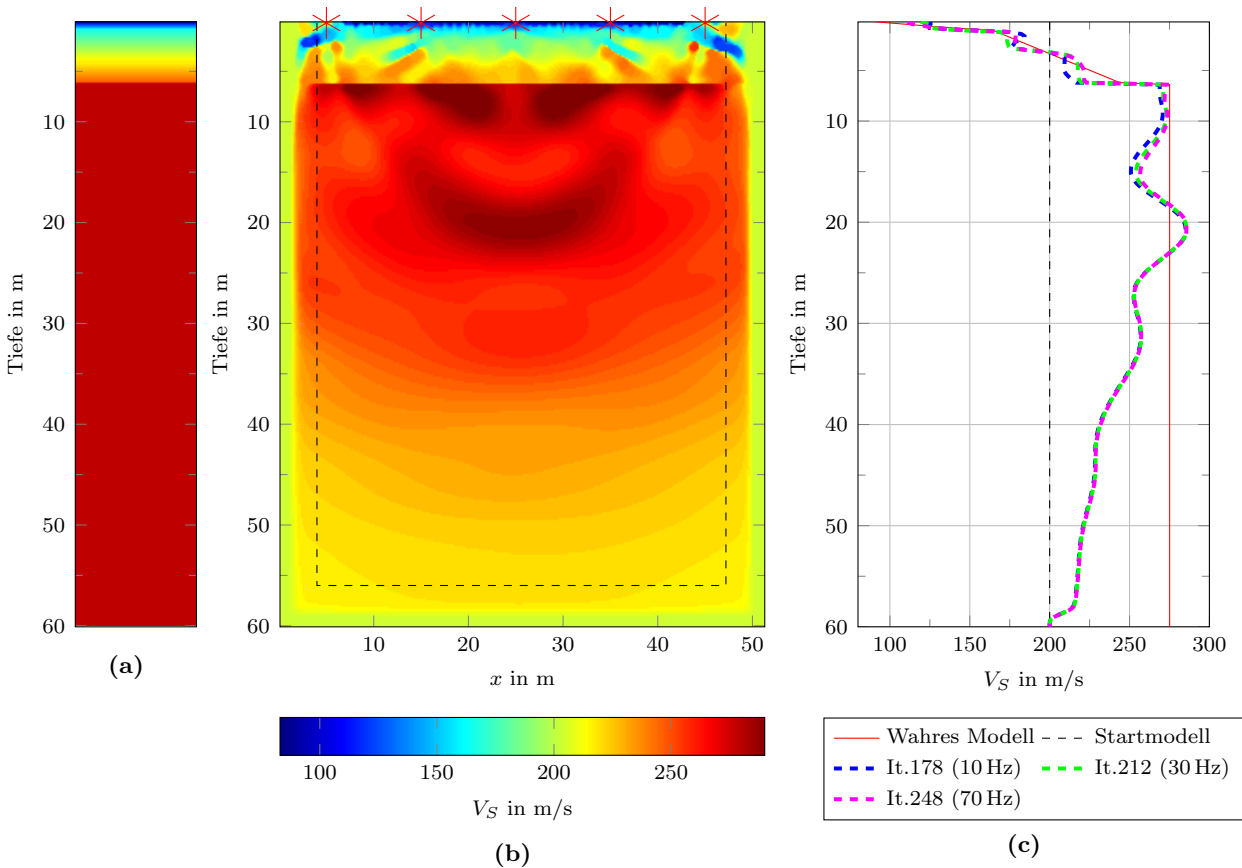 10
20
30
40
50
60
Tiefe in m
(a)
10
20
30
40
50
60
Tiefe in m
10 20 30 40 50
x in m
100 150 200 250
V_S in m/s
(b)
10
20
30
40
50
60
Tiefe in m
100 150 200 250 300
V_S in m/s
Wahres Modell Startmodell
It.178 (10 Hz) It.212 (30 Hz)
It.248 (70 Hz)
(c)